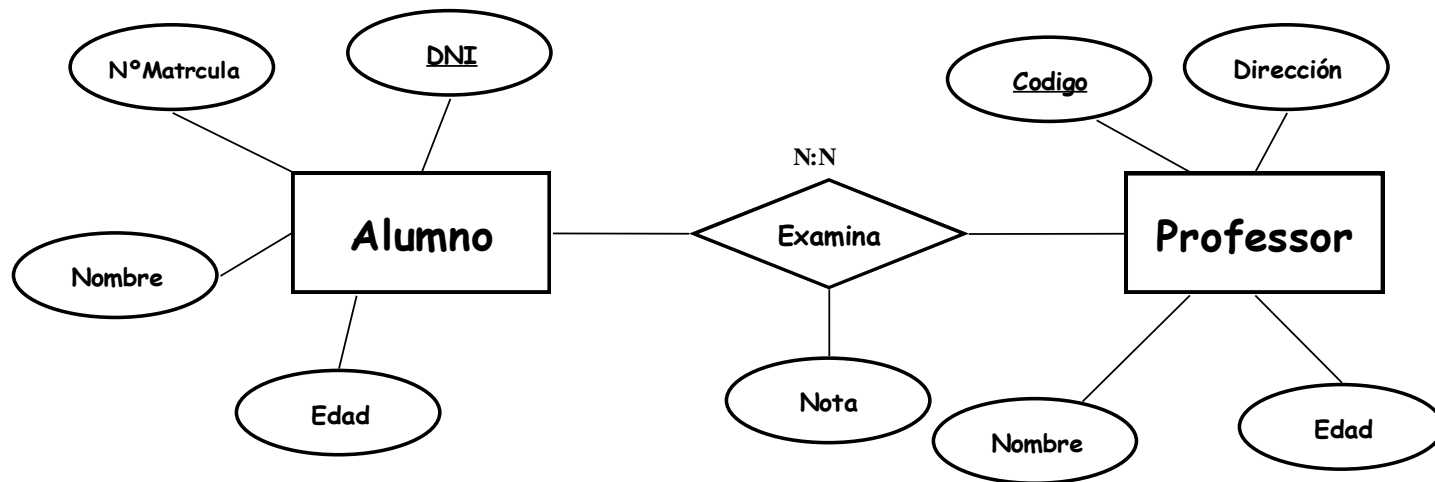 NºMatrcula
DNI
Codigo
Dirección
N:N
Alumno
Examina
Professor
Nombre
Edad
Nota
Nombre
Edad